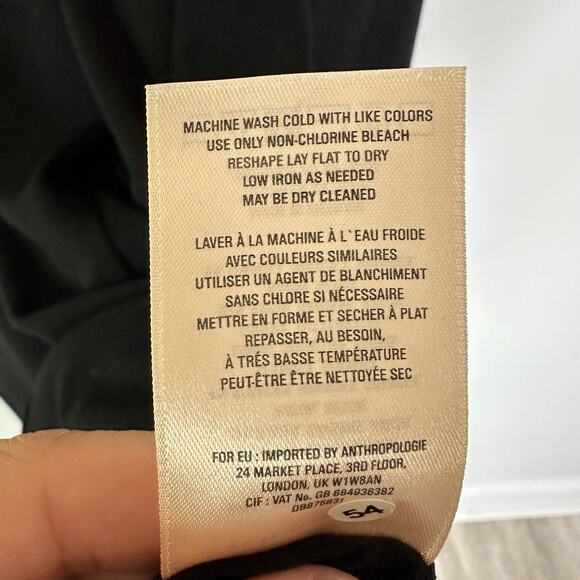 MACHINE WASH COLD WITH LIKE COLORS
USE ONLY NON-CHLORINE BLEACH
RESHAPE LAY FLAT TO DRY
LOW IRON AS NEEDED
MAY BE DRY CLEANED
LAVER À LA MACHINE À L`EAU FROIDE
AVEC COULEURS SIMILAIRES
UTILISER UN AGENT DE BLANCHIMENT
SANS CHLORE SI NÉCESSAIRE
METTRE EN FORME ET SECHER À PLAT
REPASSER, AU BESOIN,
À TRÉS BASSE TEMPÉRATURE
PEUT-ÊTRE ÊTRE NETTOYÉE SEC
FOR EU : IMPORTED BY ANTHROPOLOGIE
24 MARKET PLACE, 3RD FLOOR,
LONDON, UK W1W8AN
CIF : VAT No. GB 684936382
54